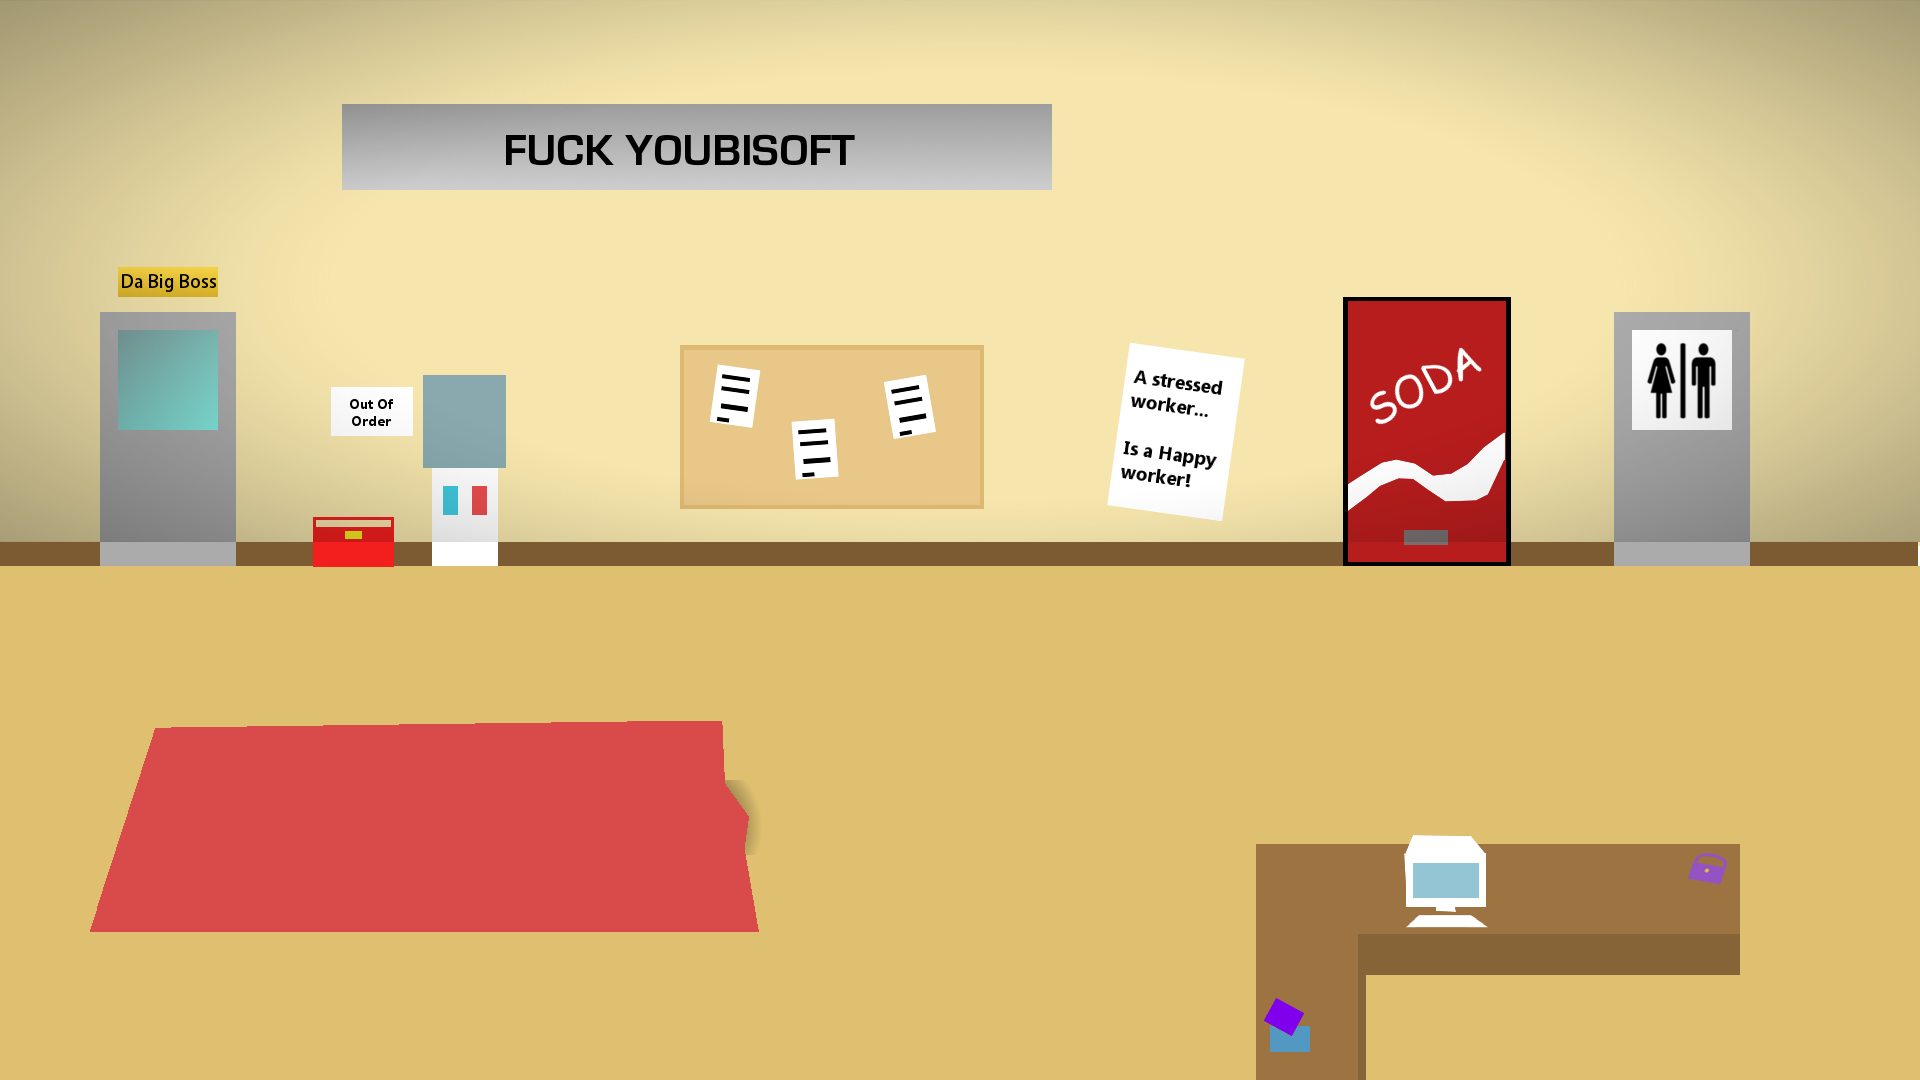 FUCK YOUBISOFT
Da Big Boss
Out Of
Order
A stressed
worker...
Is a Happy
worker!
SODA